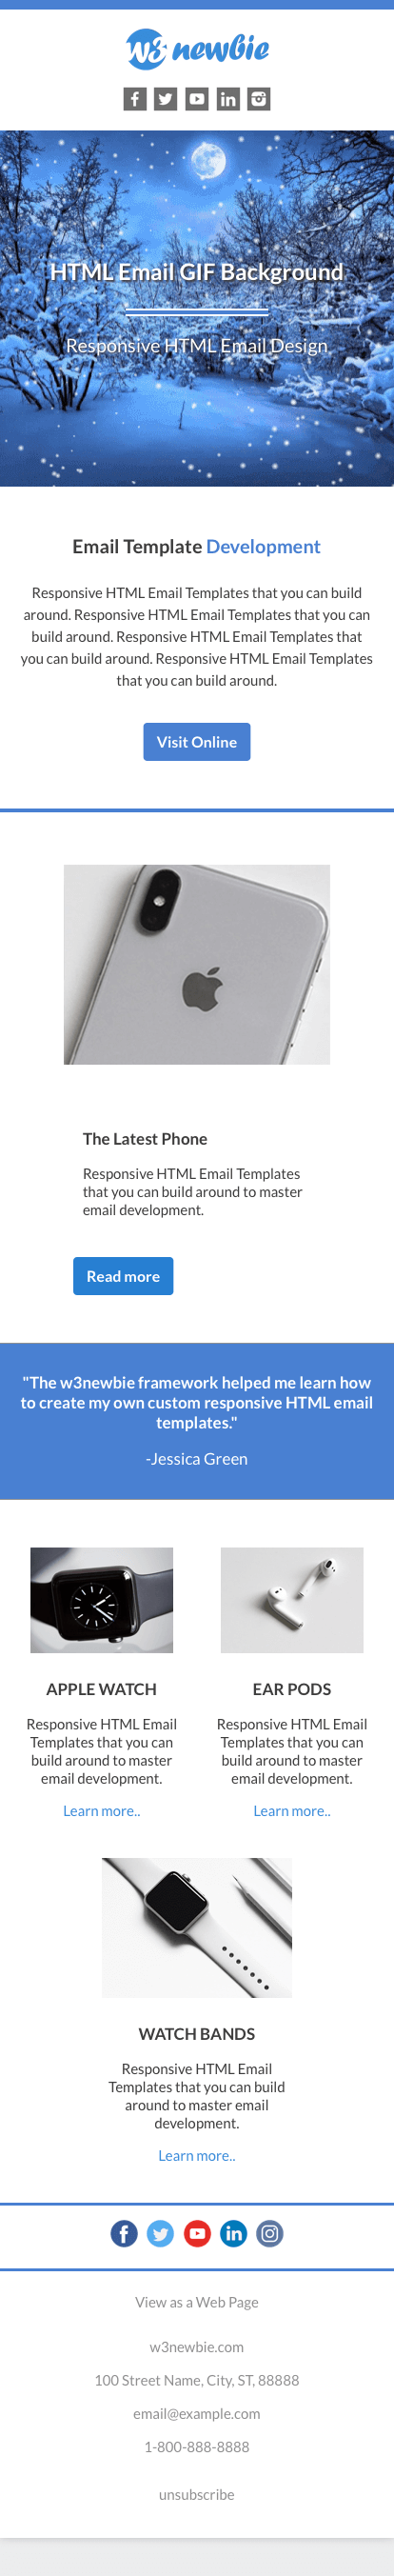 w3 newbie
HTML Email GIF Background
Responsive HTML Email Design
Email Template Development
Responsive HTML Email Templates that you can build
around. Responsive HTML Email Templates that you can
build around. Responsive HTML Email Templates that
you can build around. Responsive HTML Email Templates
that you can build around.
Visit Online
The Latest Phone
Responsive HTML Email Templates
that you can build around to master
email development.
Read more
"The w3newbie framework helped me learn how
to create my own custom responsive HTML email
templates."
-Jessica Green
APPLE WATCH
Responsive HTML Email
Templates that you can
build around to master
email development.
Learn more..
EAR PODS
Responsive HTML Email
Templates that you can
build around to master
email development.
Learn more..
WATCH BANDS
Responsive HTML Email
Templates that you can build
around to master email
development.
Learn more..
View as a Web Page
w3newbie.com
100 Street Name, City, ST, 88888
email@example.com
1-800-888-8888
unsubscribe